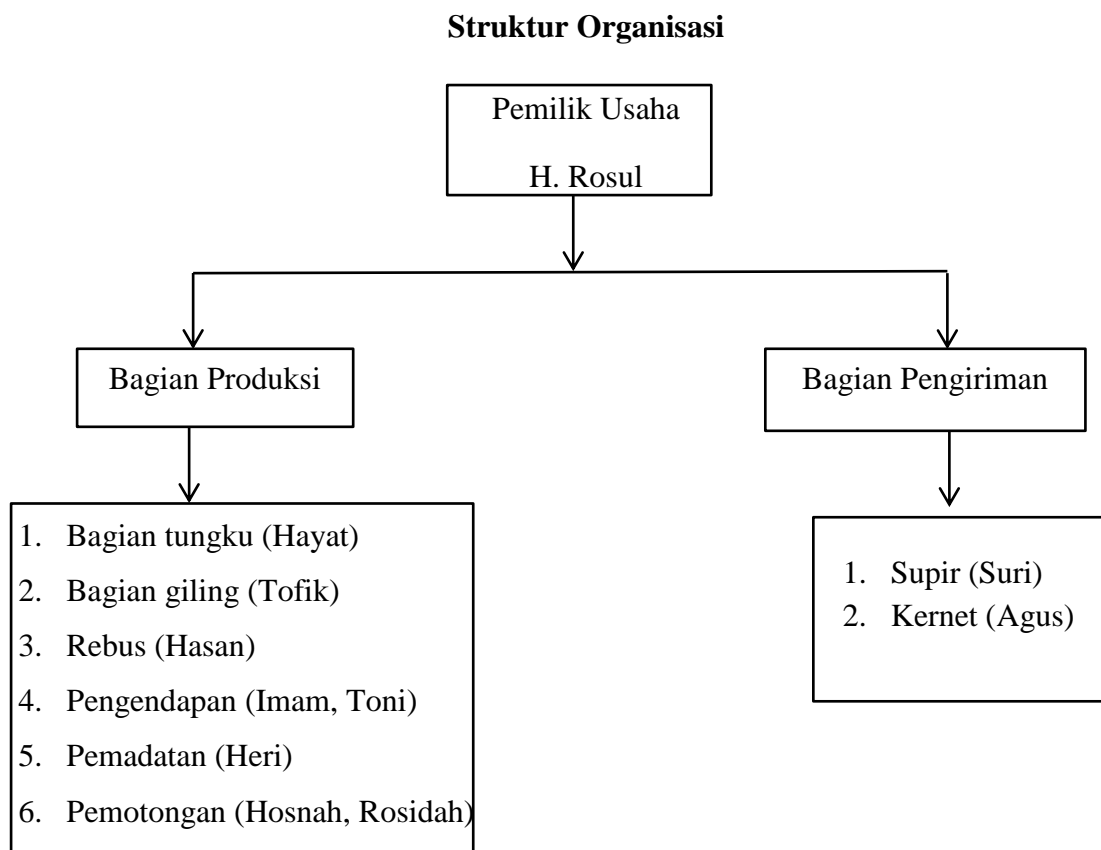 Struktur Organisasi
Pemilik Usaha
H. Rosul
Bagian Produksi
Bagian Pengiriman
1. Bagian tungku (Hayat)
2. Bagian giling (Tofik)
3. Rebus (Hasan)
4. Pengendapan (Imam, Toni)
5. Pemadatan (Heri)
6. Pemotongan (Hosnah, Rosidah)
1. Supir (Suri)
2. Kernet (Agus)